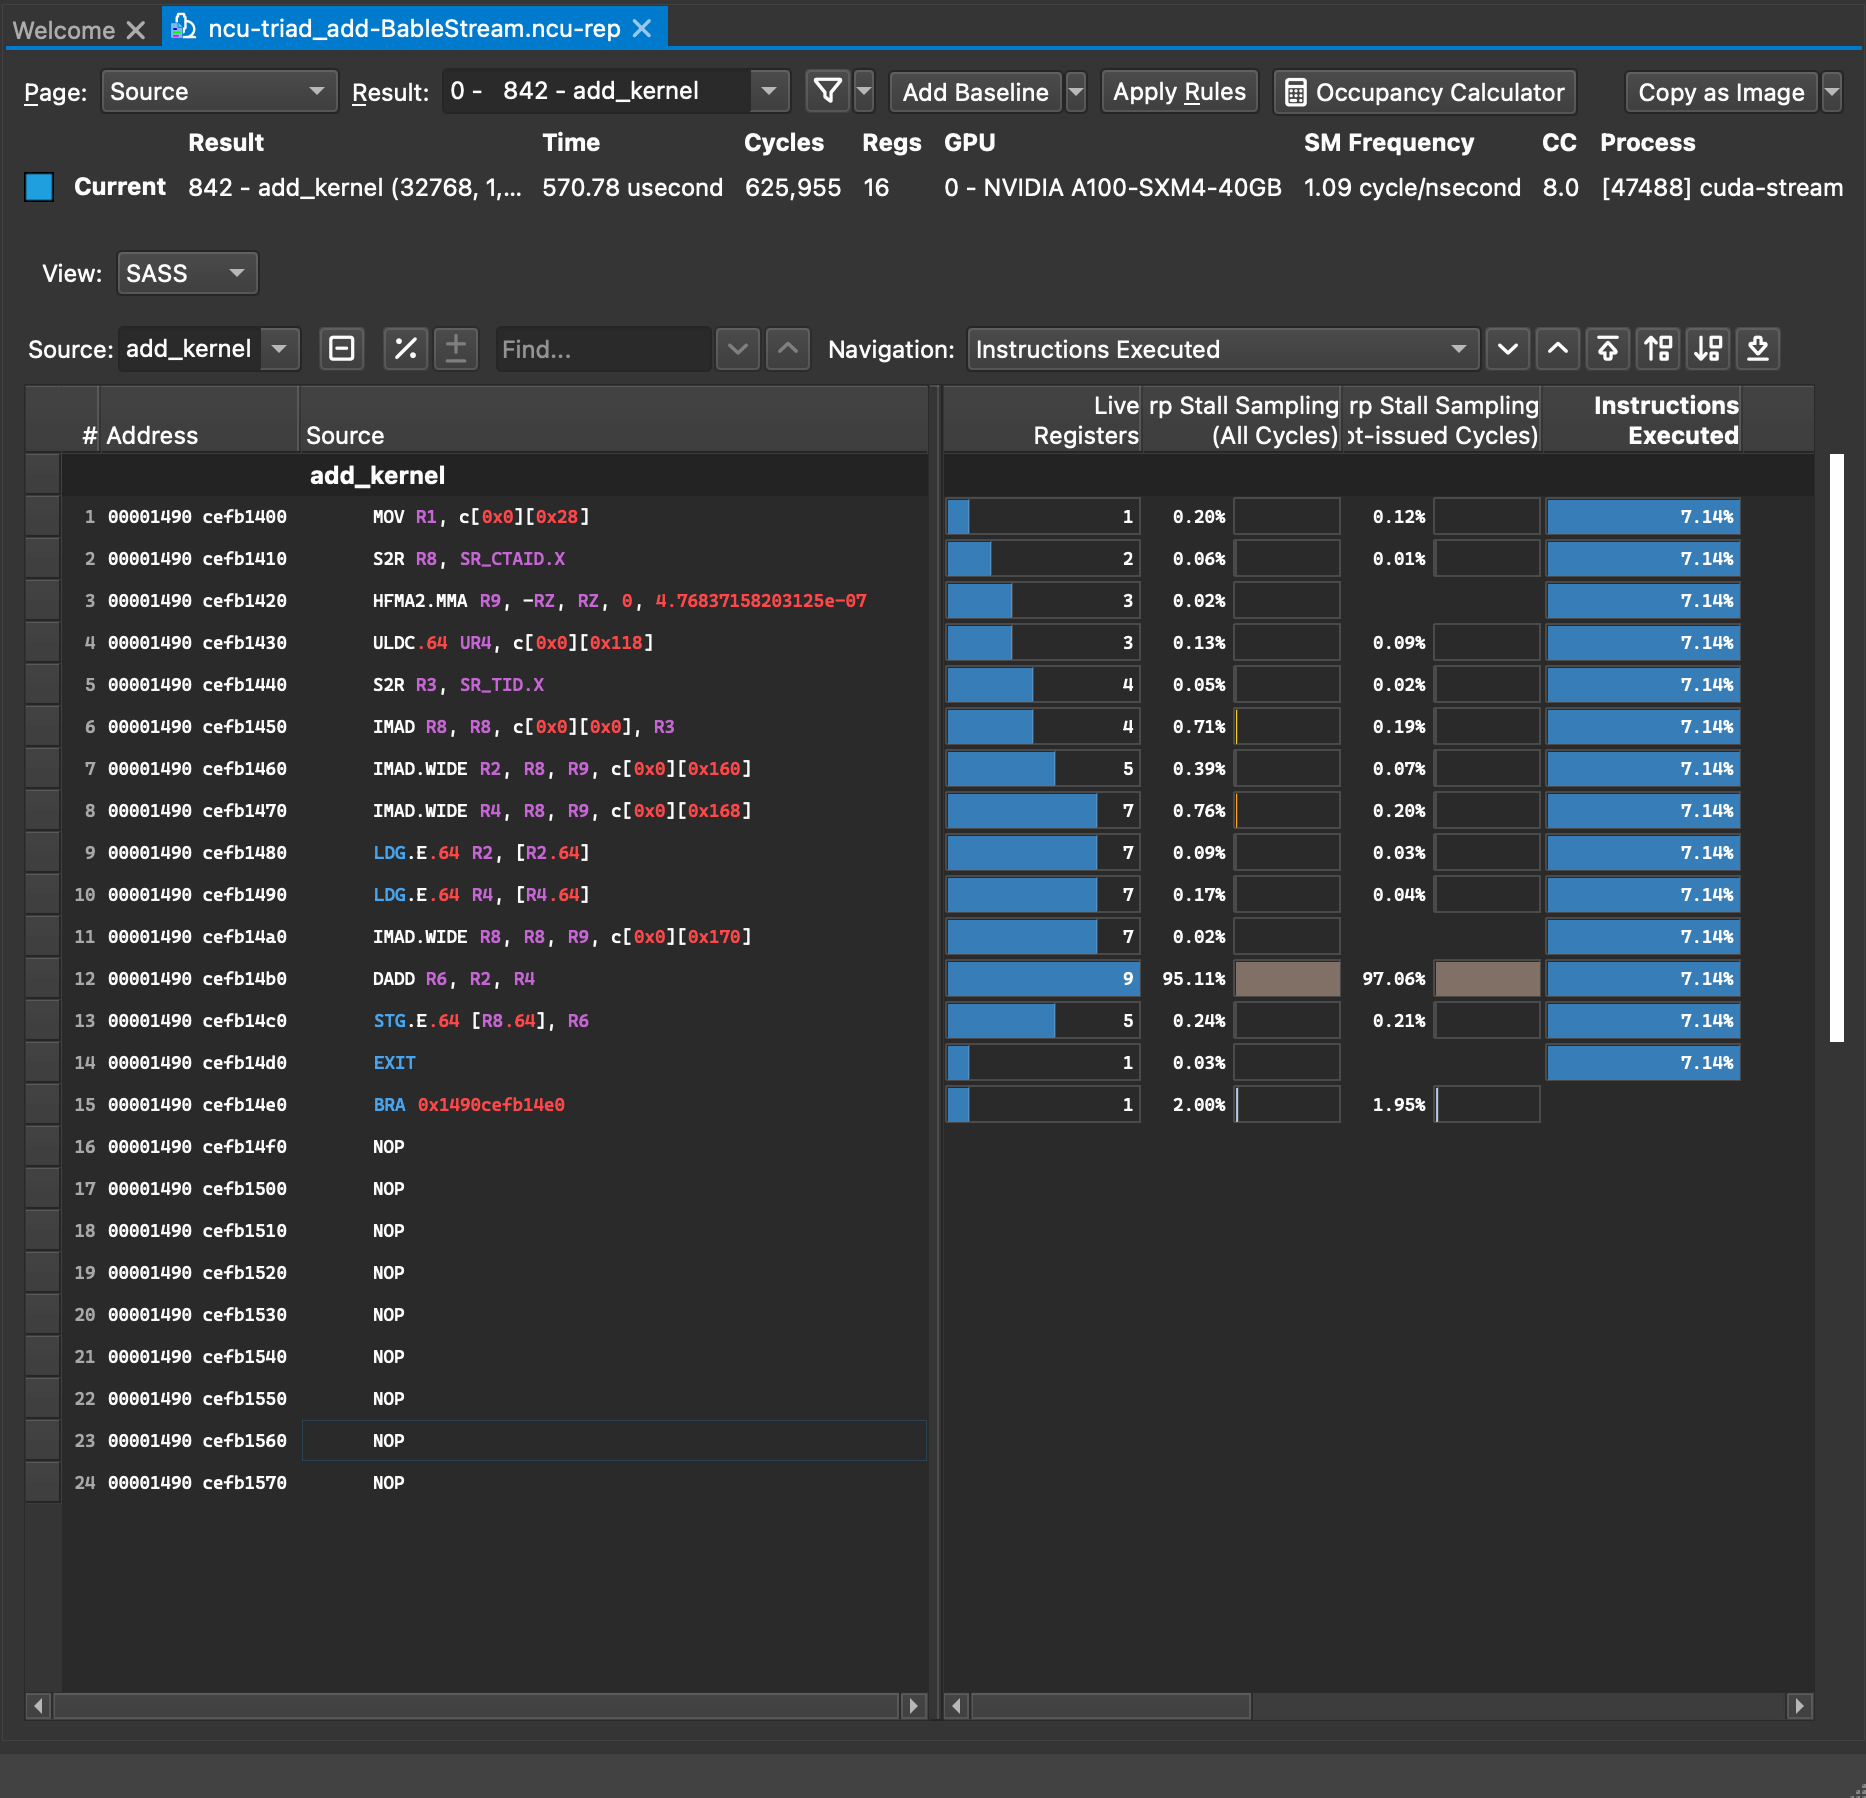 Welcome ncu-triad_add-BableStream.ncu-rep
Page: Source Result: 0 - 842 - add_kernel Add Baseline Apply Rules Occupancy Calculator Copy as Image
Result Time Cycles Regs GPU SM Frequency CC Process
Current 842 - add_kernel (32768, 1,... 570.78 usecond 625,955 16 0 - NVIDIA A100-SXM4-40GB 1.09 cycle/nsecond 8.0 [47488] cuda-stream
View: SASS
Source: add_kernel Find... Navigation: Instructions Executed
Live rp Stall Sampling rp Stall Sampling Instructions
# Address Source Registers (All Cycles) ot-issued Cycles) Executed
add_kernel
1 00001490 cefb1400 MOV R1, c[0x0][0x28] 1 0.20% 0.12% 7.14%
2 00001490 cefb1410 S2R R8, SR_CTAID.X 2 0.06% 0.01% 7.14%
3 00001490 cefb1420 HFMA2.MMA R9, -RZ, RZ, 0, 4.76837158203125e-07 3 0.02% 7.14%
4 00001490 cefb1430 ULDC.64 UR4, c[0x0][0x118] 3 0.13% 0.09% 7.14%
5 00001490 cefb1440 S2R R3, SR_TID.X 4 0.05% 0.02% 7.14%
6 00001490 cefb1450 IMAD R8, R8, c[0x0][0x0], R3 4 0.71% 0.19% 7.14%
7 00001490 cefb1460 IMAD.WIDE R2, R8, R9, c[0x0][0x160] 5 0.39% 0.07% 7.14%
8 00001490 cefb1470 IMAD.WIDE R4, R8, R9, c[0x0][0x168] 7 0.76% 0.20% 7.14%
9 00001490 cefb1480 LDG.E.64 R2, [R2.64] 7 0.09% 0.03% 7.14%
10 00001490 cefb1490 LDG.E.64 R4, [R4.64] 7 0.17% 0.04% 7.14%
11 00001490 cefb14a0 IMAD.WIDE R8, R8, R9, c[0x0][0x170] 7 0.02% 7.14%
12 00001490 cefb14b0 DADD R6, R2, R4 9 95.11% 97.06% 7.14%
13 00001490 cefb14c0 STG.E.64 [R8.64], R6 5 0.24% 0.21% 7.14%
14 00001490 cefb14d0 EXIT 1 0.03% 7.14%
15 00001490 cefb14e0 BRA 0x1490cefb14e0 1 2.00% 1.95%
16 00001490 cefb14f0 NOP
17 00001490 cefb1500 NOP
18 00001490 cefb1510 NOP
19 00001490 cefb1520 NOP
20 00001490 cefb1530 NOP
21 00001490 cefb1540 NOP
22 00001490 cefb1550 NOP
23 00001490 cefb1560 NOP
24 00001490 cefb1570 NOP